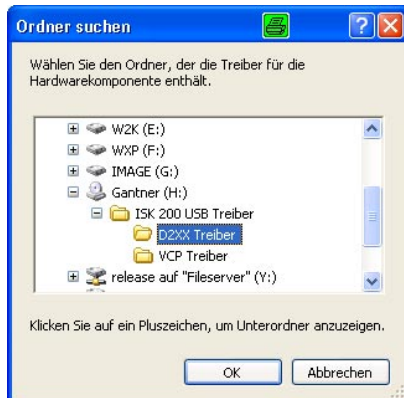 Ordner suchen
Wählen Sie den Ordner, der die Treiber für die
Hardwarekomponente enthält.
W2K (E:)
WXP (F:)
IMAGE (G:)
Gantner (H:)
ISK 200 USB Treiber
D2XX Treiber
VCP Treiber
release auf "Fileserver" (Y:)
Klicken Sie auf ein Pluszeichen, um Unterordner anzuzeigen.
OK Abbrechen